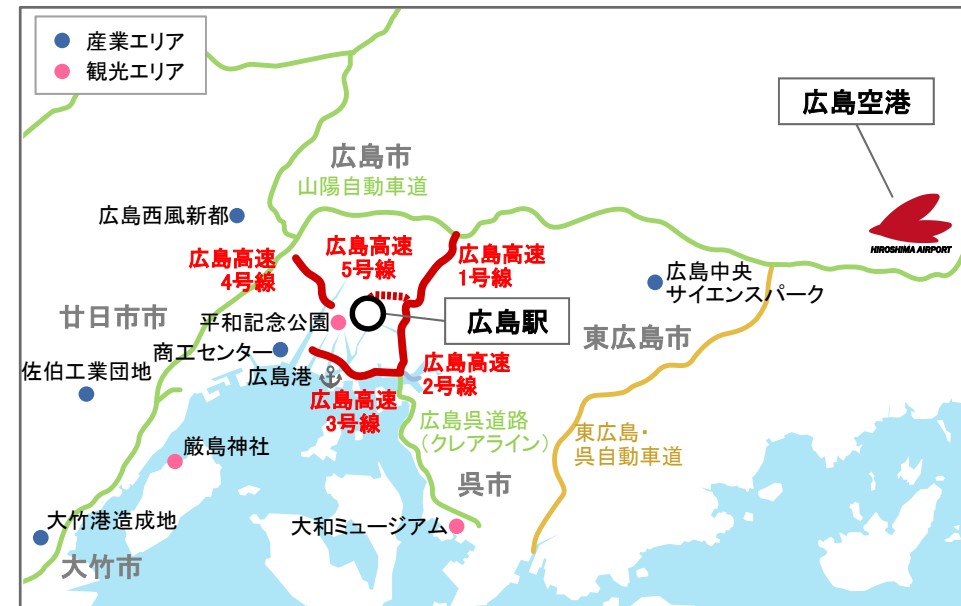 産業エリア
観光エリア
広島空港
広島市
山陽自動車道
広島西風新都
HIROSHIMA AIRPORT
広島高速
4号線
広島高速
5号線
広島高速
1号線
広島中央
サイエンスパーク
廿日市市
平和記念公園
広島駅
東広島市
商工センター
佐伯工業団地
広島港
広島高速
2号線
広島高速
3号線
広島呉道路
（クレアライン）
東広島・
呉自動車道
厳島神社
呉市
大竹港造成地
大和ミュージアム
大竹市